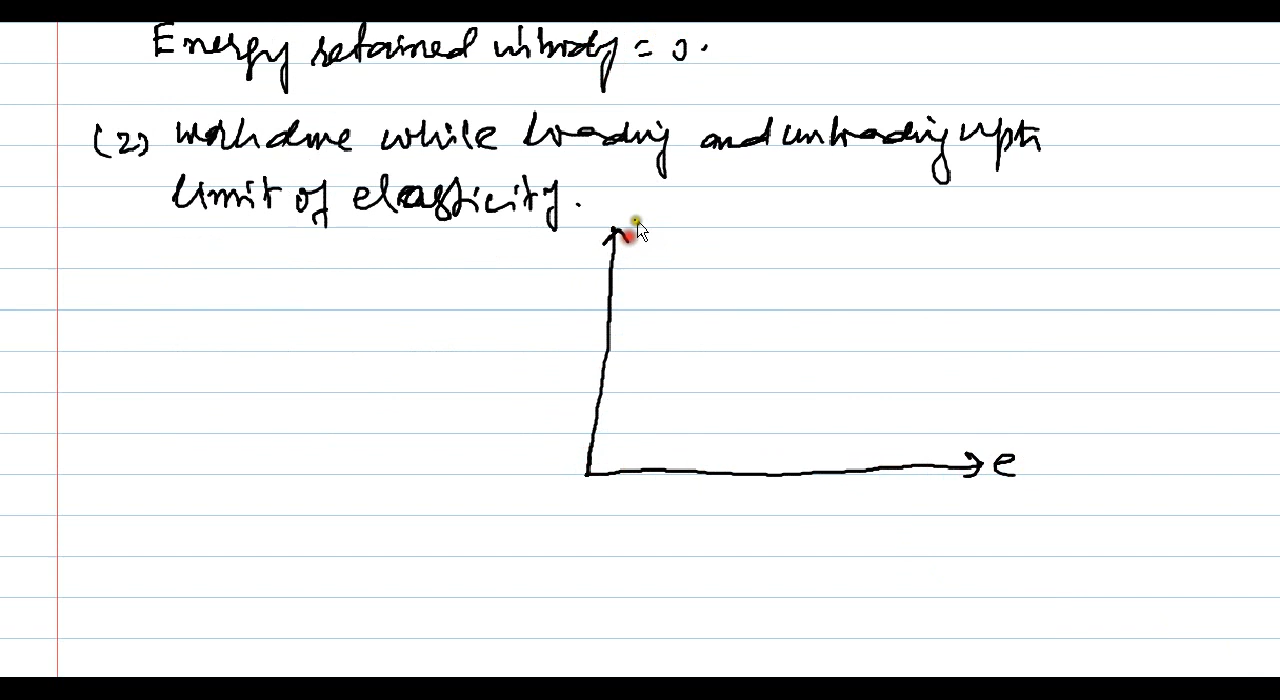 Energy retained in body = 0.
(2) Work done while loading and unloading upto
limit of elasticity.
e